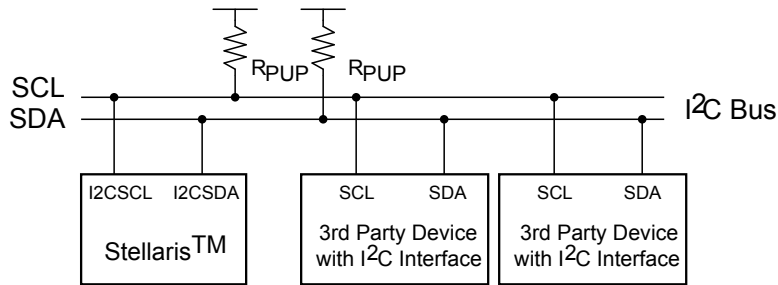 RPUP RPUP
SCL
SDA
I2C Bus
I2CSCL I2CSDA
Stellaris™
SCL SDA
3rd Party Device
with I2C Interface
SCL SDA
3rd Party Device
with I2C Interface